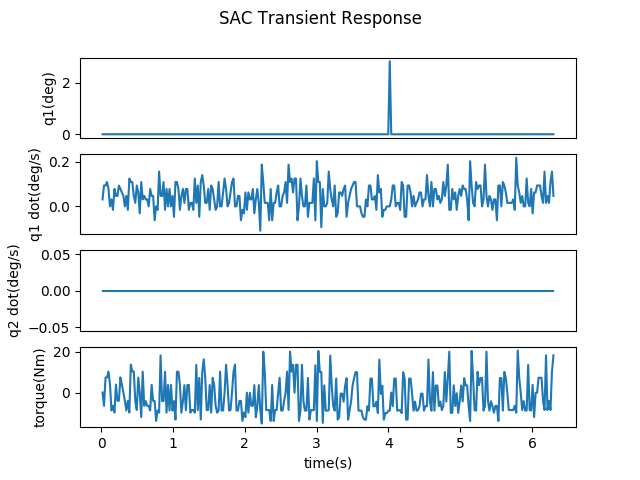 SAC Transient Response
q1(deg)
2
0
q1 dot(deg/s)
0.2
0.0
q2 dot(deg/s)
0.05
0.00
−0.05
torque(Nm)
20
0
0 1 2 3 4 5 6
time(s)